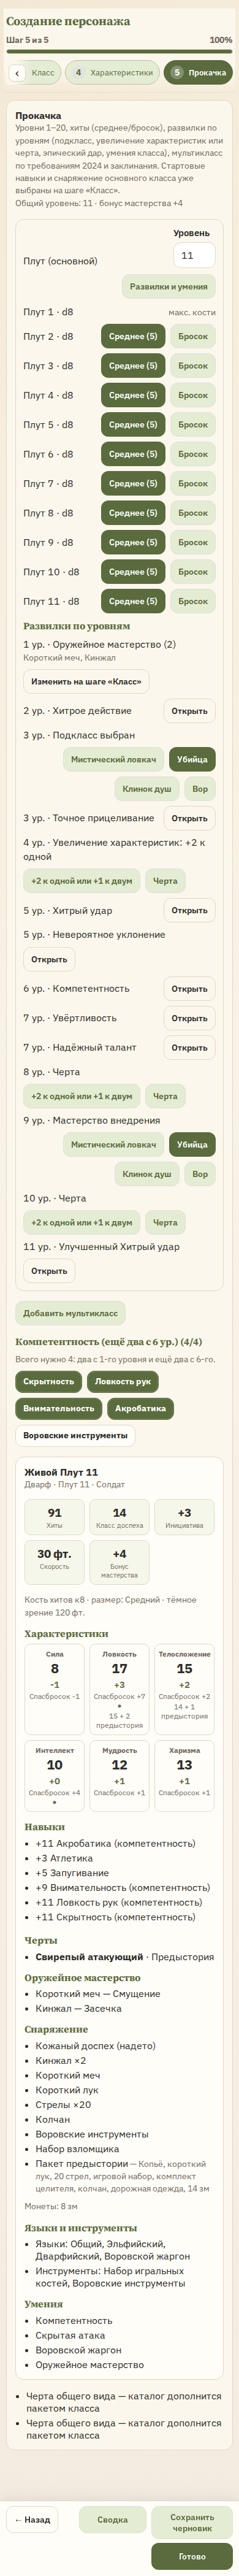 Создание персонажа
Шаг 5 из 5
100%
‹
Класс
4 Характеристики
5 Прокачка
Прокачка
Уровни 1–20, хиты (среднее/бросок), развилки по
уровням (подкласс, увеличение характеристик или
черта, эпический дар, умения класса), мультикласс
по требованиям 2024 и заклинания. Стартовые
навыки и снаряжение основного класса уже
выбраны на шаге «Класс».
Общий уровень: 11 · бонус мастерства +4
Уровень
Плут (основной)
11
Развилки и умения
Плут 1 · d8
макс. кости
Плут 2 · d8 Среднее (5) Бросок
Плут 3 · d8 Среднее (5) Бросок
Плут 4 · d8 Среднее (5) Бросок
Плут 5 · d8 Среднее (5) Бросок
Плут 6 · d8 Среднее (5) Бросок
Плут 7 · d8 Среднее (5) Бросок
Плут 8 · d8 Среднее (5) Бросок
Плут 9 · d8 Среднее (5) Бросок
Плут 10 · d8 Среднее (5) Бросок
Плут 11 · d8 Среднее (5) Бросок
Развилки по уровням
1 ур. · Оружейное мастерство (2)
Короткий меч, Кинжал
Изменить на шаге «Класс»
2 ур. · Хитрое действие Открыть
3 ур. · Подкласс выбран
Мистический ловкач Убийца
Клинок душ Вор
3 ур. · Точное прицеливание Открыть
4 ур. · Увеличение характеристик: +2 к
одной
+2 к одной или +1 к двум Черта
5 ур. · Хитрый удар Открыть
5 ур. · Невероятное уклонение
Открыть
6 ур. · Компетентность Открыть
7 ур. · Увёртливость Открыть
7 ур. · Надёжный талант Открыть
8 ур. · Черта
+2 к одной или +1 к двум Черта
9 ур. · Мастерство внедрения
Мистический ловкач Убийца
Клинок душ Вор
10 ур. · Черта
+2 к одной или +1 к двум Черта
11 ур. · Улучшенный Хитрый удар
Открыть
Добавить мультикласс
Компетентность (ещё два с 6 ур.) (4/4)
Всего нужно 4: два с 1-го уровня и ещё два с 6-го.
Скрытность Ловкость рук
Внимательность Акробатика
Воровские инструменты
Живой Плут 11
Дварф · Плут 11 · Солдат
91 14 +3
Хиты Класс доспеха Инициатива
30 фт. +4
Скорость Бонус
мастерства
Кость хитов к8 · размер: Средний · тёмное
зрение 120 фт.
Характеристики
Сила Ловкость Телосложение
8 17 15
-1 +3 +2
Спасбросок -1 Спасбросок +7 Спасбросок +2
●
15 + 2
предыстория
14 + 1
предыстория
Интеллект Мудрость Харизма
10 12 13
+0 +1 +1
Спасбросок +4 Спасбросок +1 Спасбросок +1
●
Навыки
• +11 Акробатика (компетентность)
• +3 Атлетика
• +5 Запугивание
• +9 Внимательность (компетентность)
• +11 Ловкость рук (компетентность)
• +11 Скрытность (компетентность)
Черты
• Свирепый атакующий · Предыстория
Оружейное мастерство
• Короткий меч — Смущение
• Кинжал — Засечка
Снаряжение
• Кожаный доспех (надето)
• Кинжал ×2
• Короткий меч
• Короткий лук
• Стрелы ×20
• Колчан
• Воровские инструменты
• Набор взломщика
• Пакет предыстории — Копьё, короткий
лук, 20 стрел, игровой набор, комплект
целителя, колчан, дорожная одежда, 14 зм
Монеты: 8 зм
Языки и инструменты
• Языки: Общий, Эльфийский,
Дварфийский, Воровской жаргон
• Инструменты: Набор игральных
костей, Воровские инструменты
Умения
• Компетентность
• Скрытая атака
• Воровской жаргон
• Оружейное мастерство
• Черта общего вида — каталог дополнится
пакетом класса
• Черта общего вида — каталог дополнится
пакетом класса
← Назад
Сводка
Сохранить
черновик
Готово